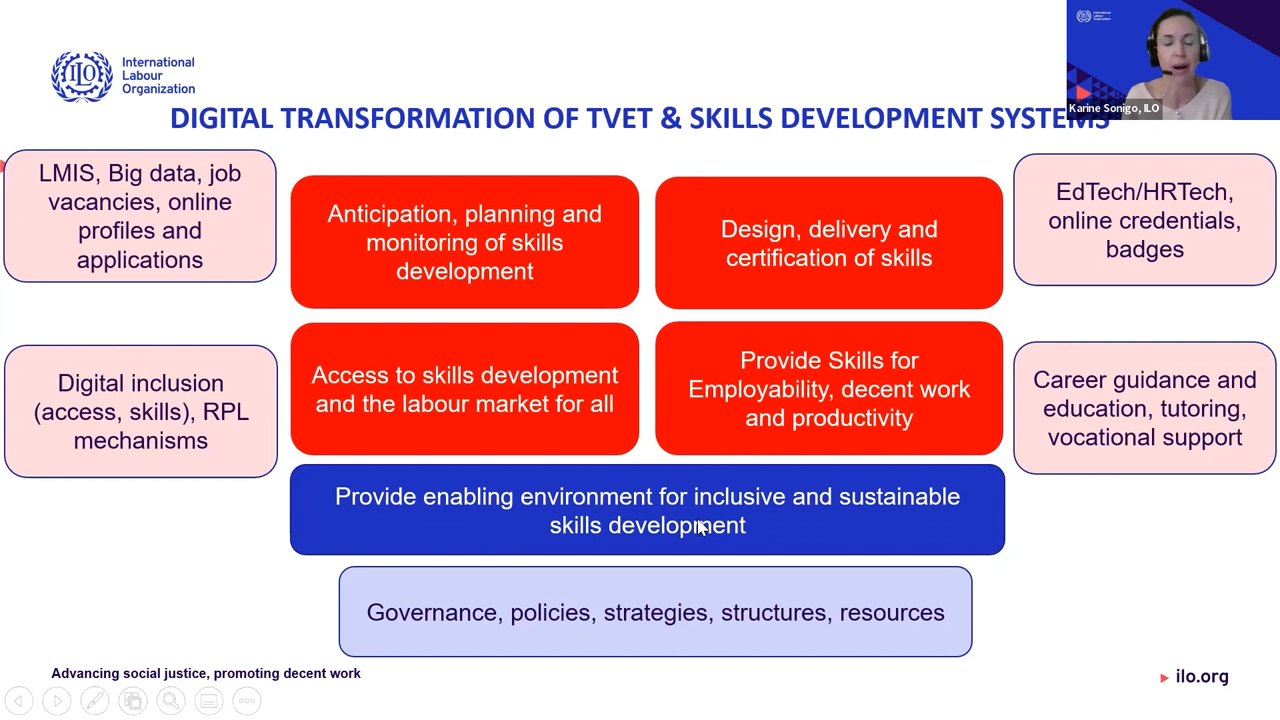 International
Labour
Organization
DIGITAL TRANSFORMATION OF TVET & SKILLS DEVELOPMENT SYSTEMS
Karine Sonigo, ILO
LMIS, Big data, job
vacancies, online
profiles and
applications
Anticipation, planning and
monitoring of skills
development
Design, delivery and
certification of skills
EdTech/HRTech,
online credentials,
badges
Digital inclusion
(access, skills), RPL
mechanisms
Access to skills development
and the labour market for all
Provide Skills for
Employability, decent work
and productivity
Career guidance and
education, tutoring,
vocational support
Provide enabling environment for inclusive and sustainable
skills development
Governance, policies, strategies, structures, resources
Advancing social justice, promoting decent work
ilo.org